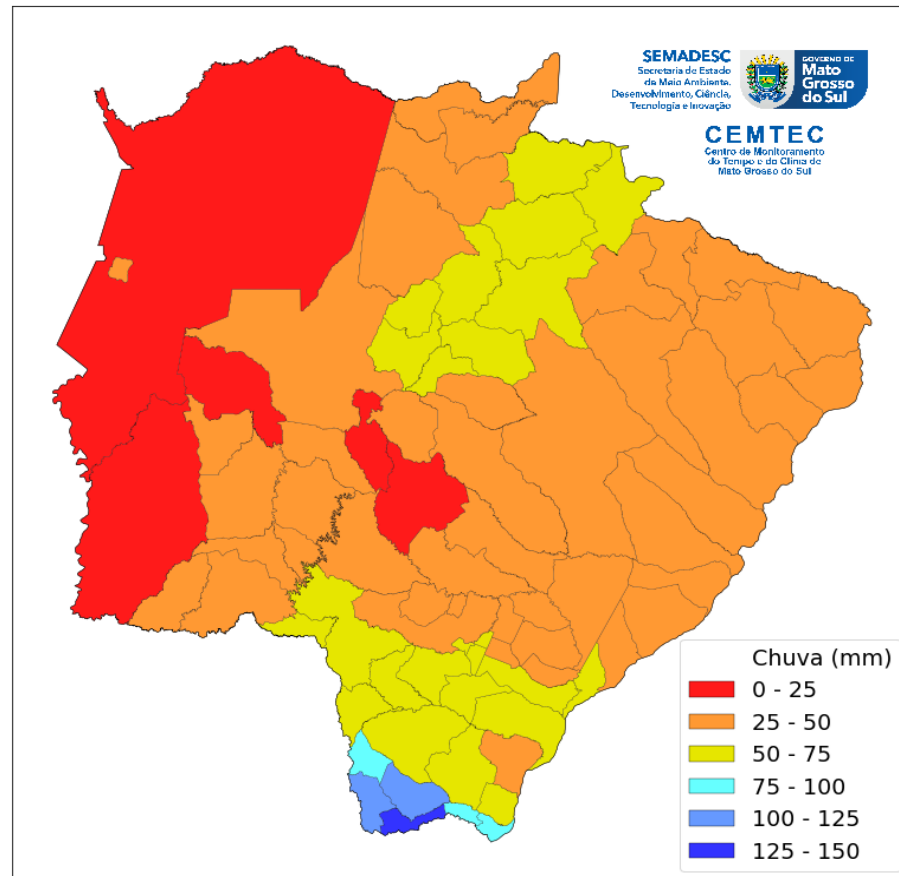 SEMADESC
Secretaria de Estado
de Meio Ambiente,
Desenvolvimento, Ciência,
Tecnologia e Inovação
GOVERNO DE
Mato
Grosso
do Sul
CEMTEC
Centro de Monitoramento
do Tempo e do Clima de
Mato Grosso do Sul
Chuva (mm)
0 - 25
25 - 50
50 - 75
75 - 100
100 - 125
125 - 150